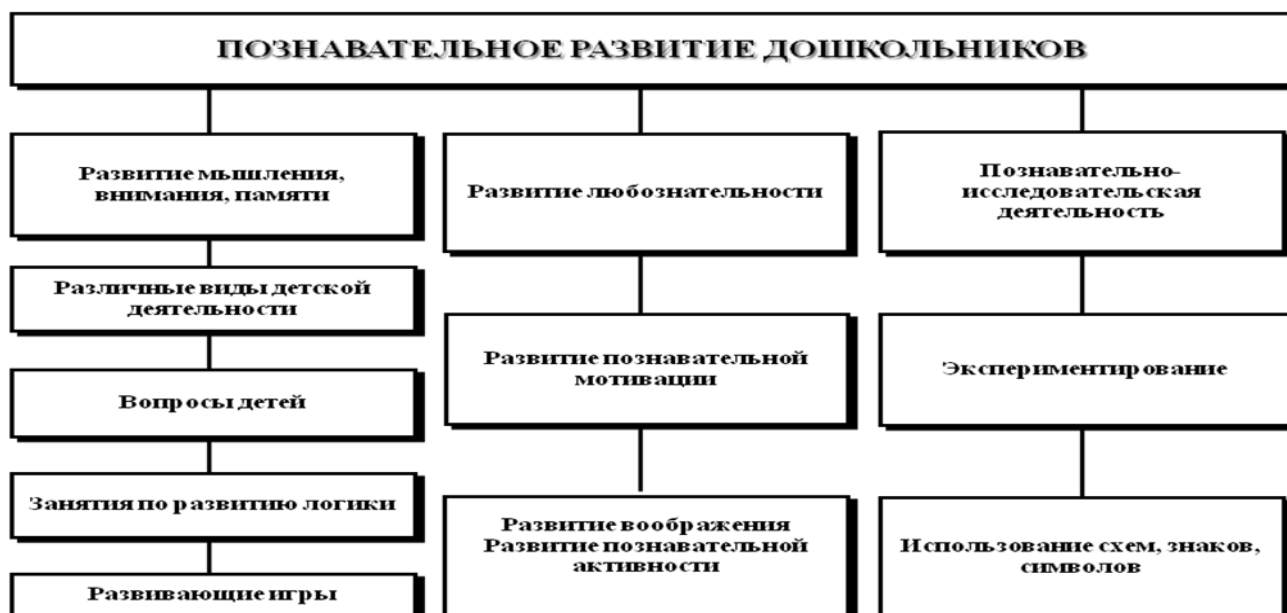 ПОЗНАВАТЕЛЬНОЕ РАЗВИТИЕ ДОШКОЛЬНИКОВ
Развитие мышления,
внимания, памяти
Различные виды детской
деятельности
Вопросы детей
Занятия по развитию логики
Развивающие игры
Развитие любознательности
Развитие познавательной
мотивации
Развитие воображения
Развитие познавательной
активности
Познавательно-
исследовательская
деятельность
Экспериментирование
Использование схем, знаков,
символов